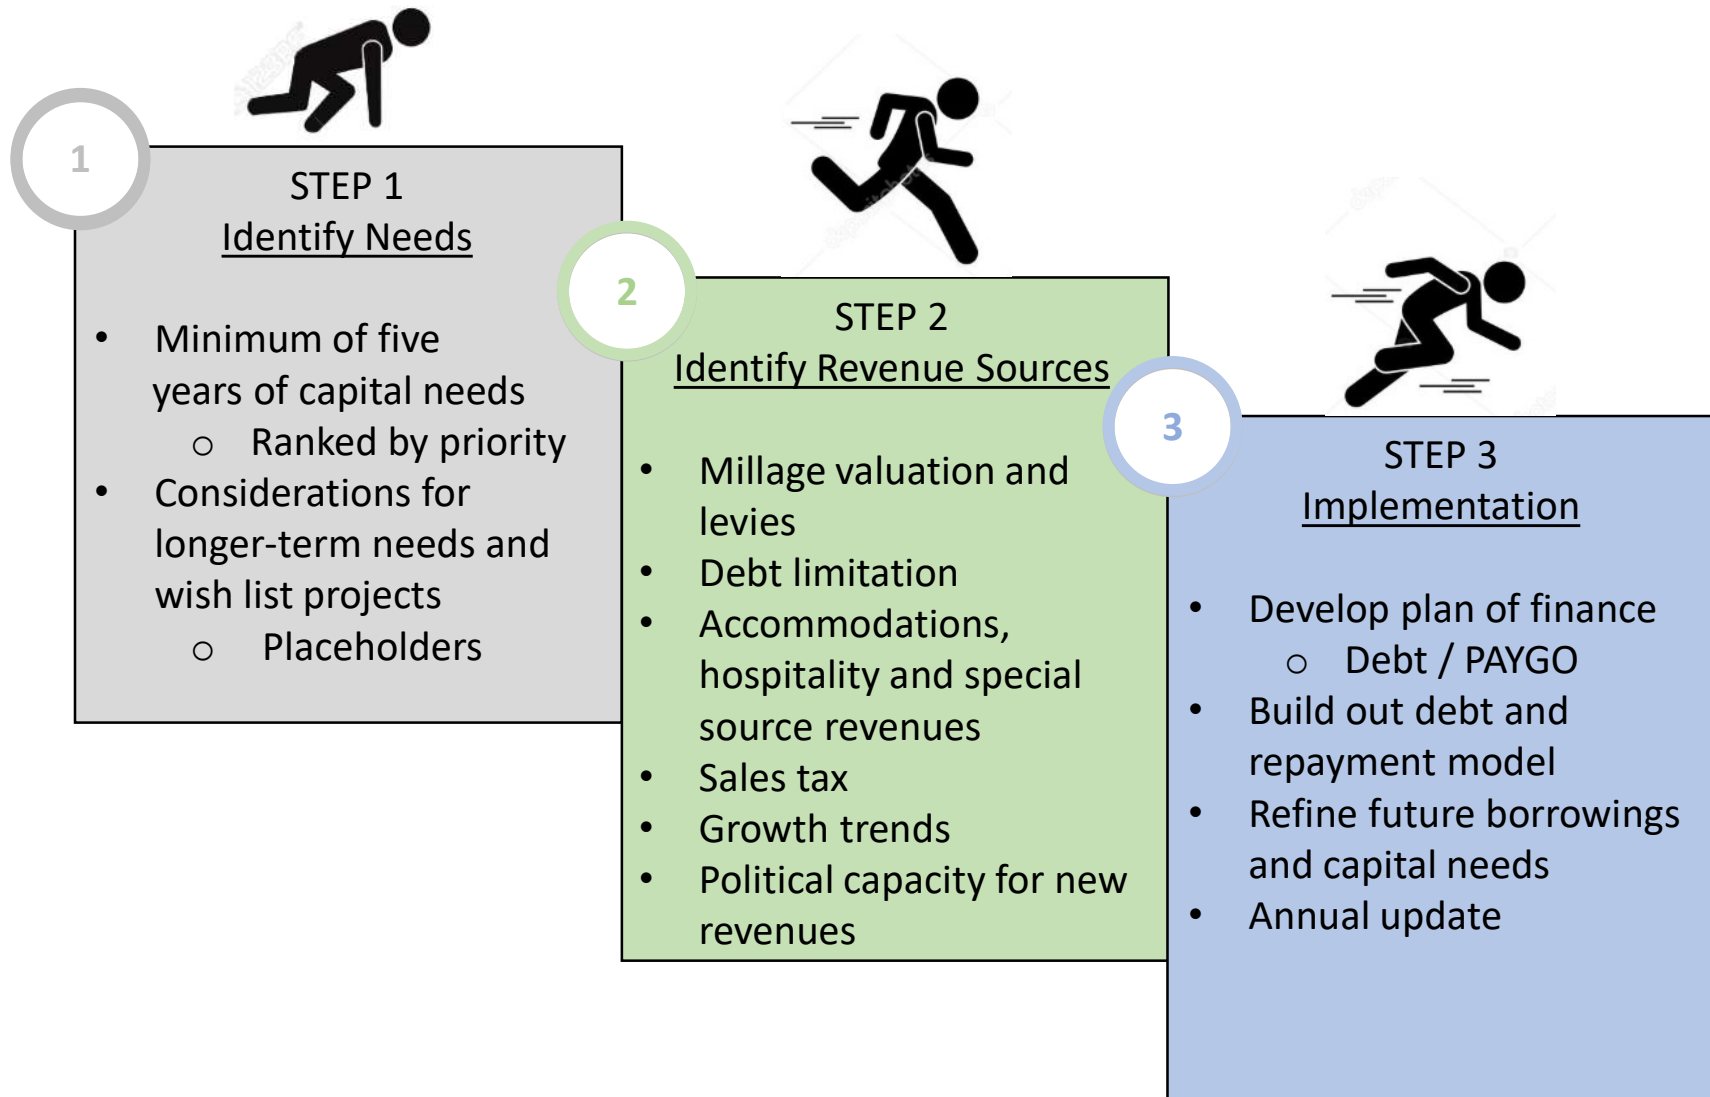 1
STEP 1
Identify Needs
• Minimum of five
years of capital needs
o Ranked by priority
• Considerations for
longer-term needs and
wish list projects
o Placeholders
2
STEP 2
Identify Revenue Sources
• Millage valuation and
levies
• Debt limitation
• Accommodations,
hospitality and special
source revenues
• Sales tax
• Growth trends
• Political capacity for new
revenues
3
STEP 3
Implementation
• Develop plan of finance
o Debt / PAYGO
• Build out debt and
repayment model
• Refine future borrowings
and capital needs
• Annual update